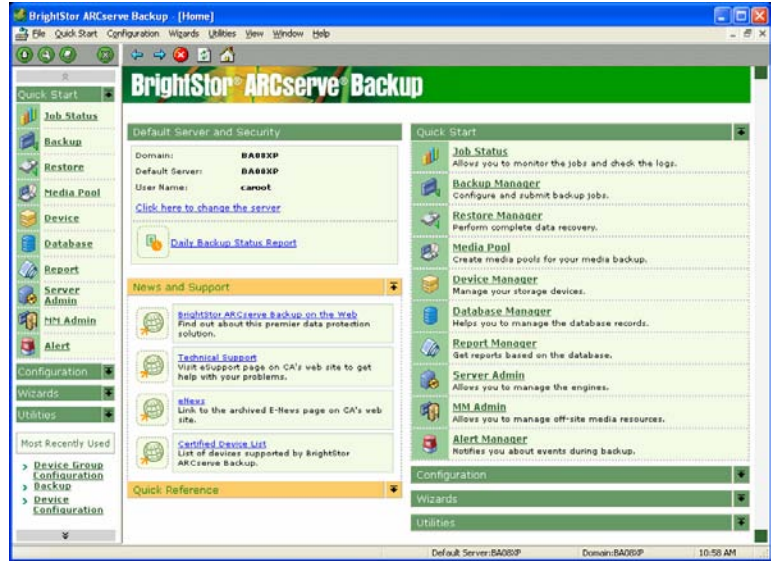 BrightStor ARCserve Backup - [Home]
File Quick Start Configuration Wizards Utilities View Window Help
Quick Start
Job Status
Backup
Restore
Media Pool
Device
Database
Report
Server
Admin
MM Admin
Alert
Configuration
Wizards
Utilities
Most Recently Used
Device Group
Configuration
Backup
Device
Configuration
BrightStor® ARCserve® Backup
Default Server and Security
Domain: BA08XP
Default Server: BA08XP
User Name: caroot
Click here to change the server
Daily Backup Status Report
News and Support
BrightStor ARCserve Backup on the Web
Find out about this premier data protection
solution.
Technical Support
Visit eSupport page on CA's web site to get
help with your problems.
eNews
Link to the archived E-News page on CA's web
site.
Certified Device List
List of devices supported by BrightStor
ARCserve Backup.
Quick Reference
Quick Start
Job Status
Allows you to monitor the jobs and check the logs.
Backup Manager
Configure and submit backup jobs.
Restore Manager
Perform complete data recovery.
Media Pool
Create media pools for your media backup.
Device Manager
Manage your storage devices.
Database Manager
Helps you to manage the database records.
Report Manager
Get reports based on the database.
Server Admin
Allows you to manage the engines.
MM Admin
Allows you to manage off-site media resources.
Alert Manager
Notifies you about events during backup.
Configuration
Wizards
Utilities
Default Server:BA08XP Domain:BA08XP 10:58 AM